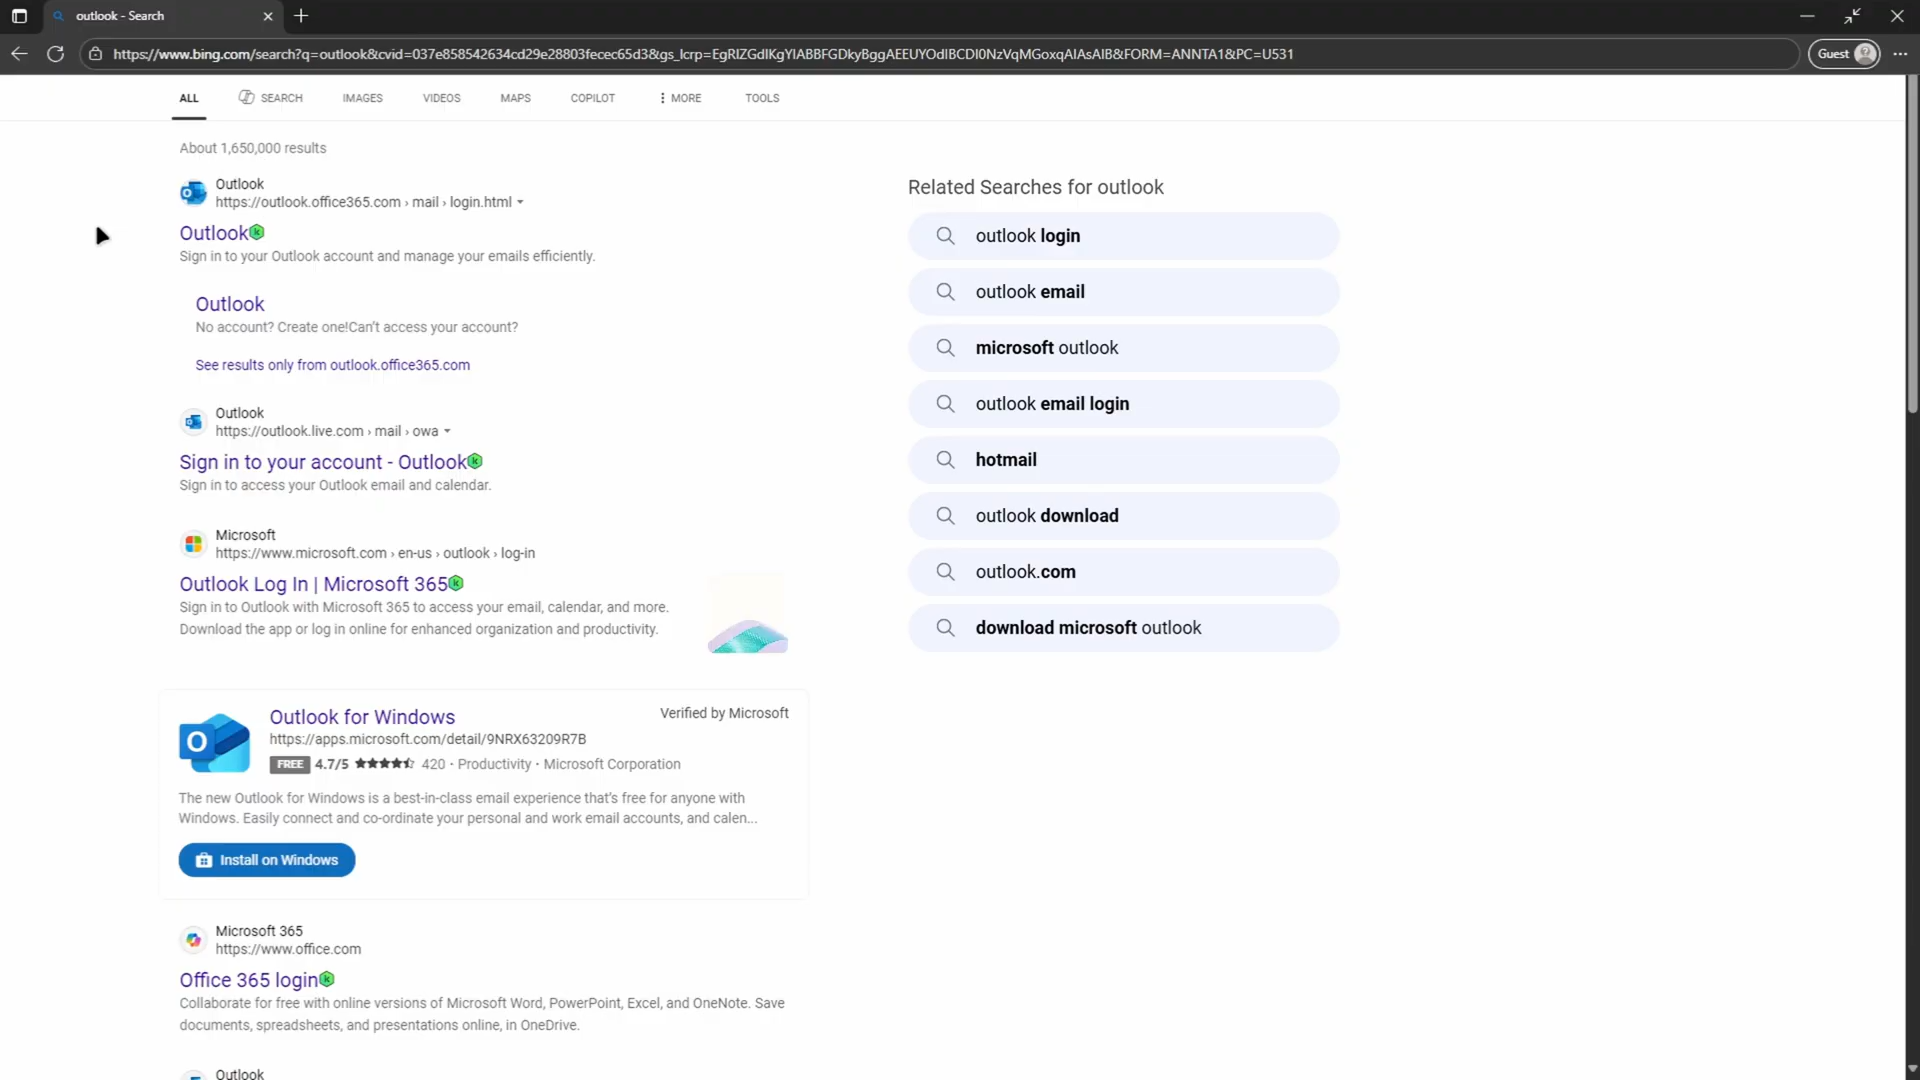 outlook - Search
https://www.bing.com/search?q=outlook&cvid=037e858542634cd29e28803fecec65d3&gs_lcrp=EgRlZGdlKgYIABBFGDkyBggAEEUYOdIBCDI0NzVqMGoxqAIAsAIB&FORM=ANNTA1&PC=U531
Guest
ALL
SEARCH
IMAGES
VIDEOS
MAPS
COPILOT
MORE
TOOLS
About 1,650,000 results
Outlook
https://outlook.office365.com › mail › login.html
Outlook
Sign in to your Outlook account and manage your emails efficiently.
Outlook
No account? Create one!Can't access your account?
See results only from outlook.office365.com
Outlook
https://outlook.live.com › mail › owa
Sign in to your account - Outlook
Sign in to access your Outlook email and calendar.
Microsoft
https://www.microsoft.com › en-us › outlook › log-in
Outlook Log In | Microsoft 365
Sign in to Outlook with Microsoft 365 to access your email, calendar, and more.
Download the app or log in online for enhanced organization and productivity.
Outlook for Windows
Verified by Microsoft
https://apps.microsoft.com/detail/9NRX63209R7B
FREE 4.7/5 420 · Productivity · Microsoft Corporation
The new Outlook for Windows is a best-in-class email experience that's free for anyone with
Windows. Easily connect and co-ordinate your personal and work email accounts, and calen...
Install on Windows
Microsoft 365
https://www.office.com
Office 365 login
Collaborate for free with online versions of Microsoft Word, PowerPoint, Excel, and OneNote. Save
documents, spreadsheets, and presentations online, in OneDrive.
Outlook
Related Searches for outlook
outlook login
outlook email
microsoft outlook
outlook email login
hotmail
outlook download
outlook.com
download microsoft outlook